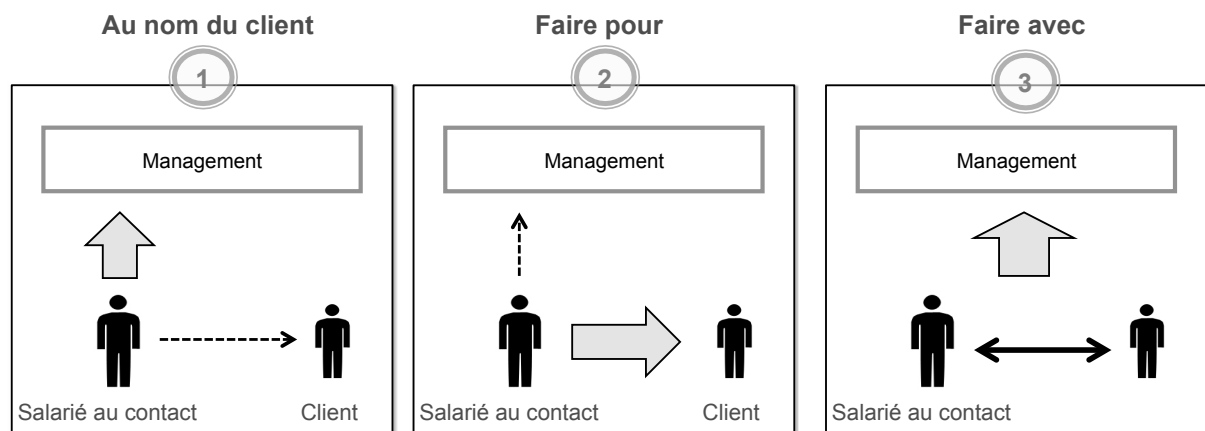 Au nom du client
Faire pour
Faire avec
1
2
3
Management
Management
Management
Salarié au contact
Client
Salarié au contact
Client
Salarié au contact